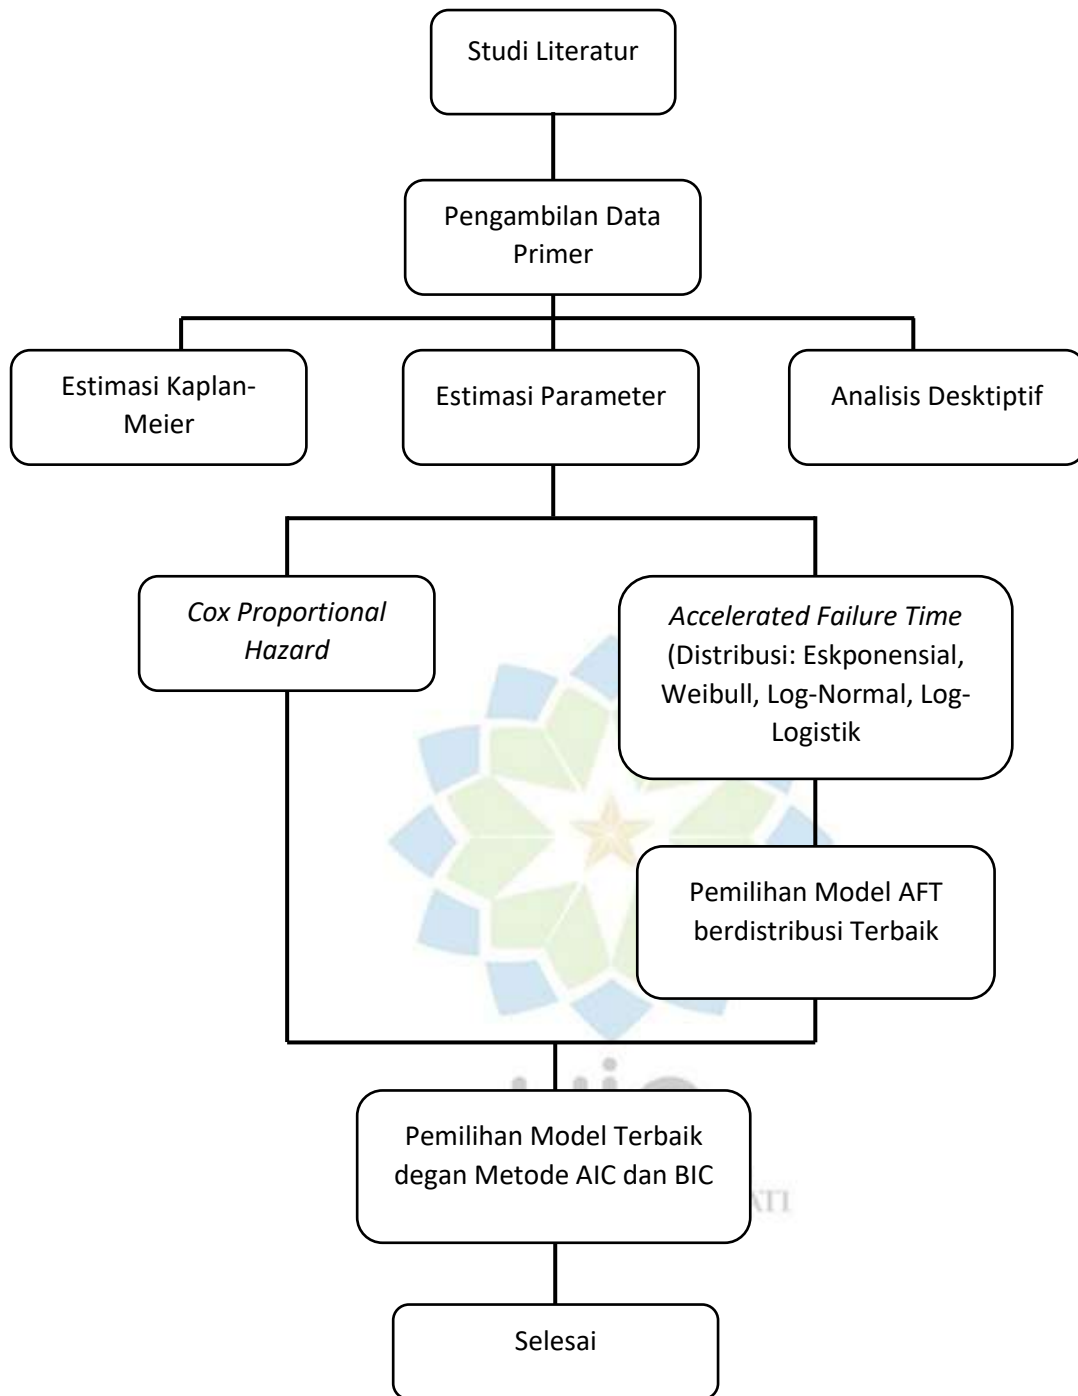 Studi Literatur
Pengambilan Data
Primer
Estimasi Kaplan-
Meier
Estimasi Parameter
Analisis Desktiptif
Cox Proportional
Hazard
Accelerated Failure Time
(Distribusi: Eskponensial,
Weibull, Log-Normal, Log-
Logistik
Pemilihan Model AFT
berdistribusi Terbaik
Pemilihan Model Terbaik
degan Metode AIC dan BIC
Selesai